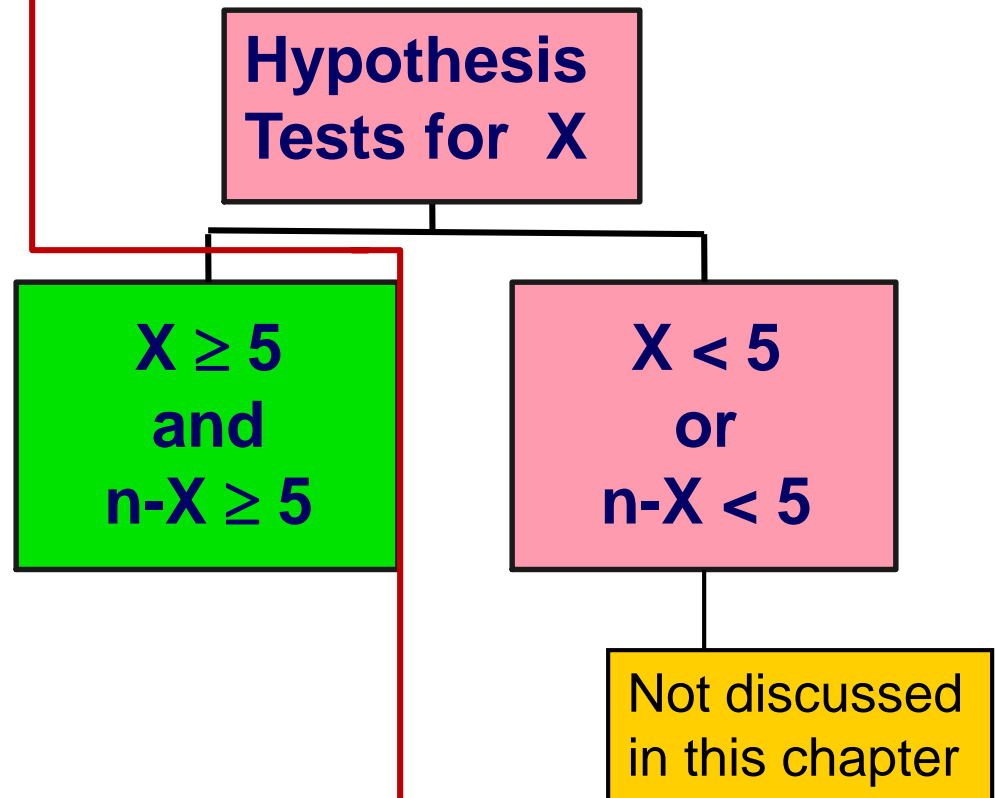 Hypothesis
Tests for X
X ≥ 5
and
n-X ≥ 5
X < 5
or
n-X < 5
Not discussed
in this chapter